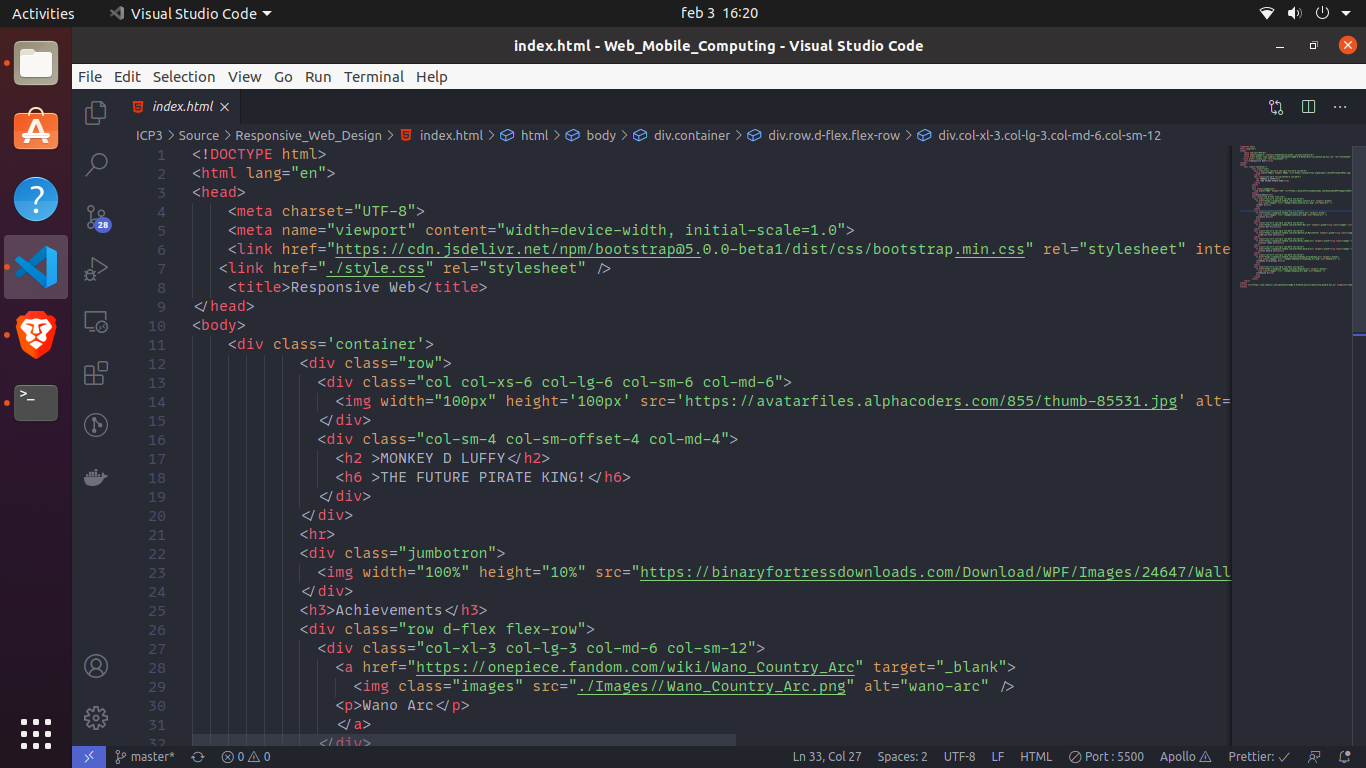 Activities Visual Studio Code feb 3 16:20
index.html - Web_Mobile_Computing - Visual Studio Code
File Edit Selection View Go Run Terminal Help
index.html
ICP3 > Source > Responsive_Web_Design > index.html > html > body > div.container > div.row.d-flex.flex-row > div.col-xl-3.col-lg-3.col-md-6.col-sm-12
1 <!DOCTYPE html>
2 <html lang="en">
3 <head>
4 <meta charset="UTF-8">
5 <meta name="viewport" content="width=device-width, initial-scale=1.0">
6 <link href="https://cdn.jsdelivr.net/npm/bootstrap@5.0.0-beta1/dist/css/bootstrap.min.css" rel="stylesheet" inte
7 <link href="./style.css" rel="stylesheet" />
8 <title>Responsive Web</title>
9 </head>
10 <body>
11 <div class='container'>
12 <div class="row">
13 <div class="col col-xs-6 col-lg-6 col-sm-6 col-md-6">
14 <img width="100px" height='100px' src='https://avatarfiles.alphacoders.com/855/thumb-85531.jpg' alt=
15 </div>
16 <div class="col-sm-4 col-sm-offset-4 col-md-4">
17 <h2 >MONKEY D LUFFY</h2>
18 <h6 >THE FUTURE PIRATE KING!</h6>
19 </div>
20 </div>
21 <hr>
22 <div class="jumbotron">
23 <img width="100%" height="10%" src="https://binaryfortressdownloads.com/Download/WPF/Images/24647/Wall
24 </div>
25 <h3>Achievements</h3>
26 <div class="row d-flex flex-row">
27 <div class="col-xl-3 col-lg-3 col-md-6 col-sm-12">
28 <a href="https://onepiece.fandom.com/wiki/Wano_Country_Arc" target="_blank">
29 <img class="images" src="./Images//Wano_Country_Arc.png" alt="wano-arc" />
30 <p>Wano Arc</p>
31 </a>
32 </div>
28
master* 0 0 Ln 33, Col 27 Spaces: 2 UTF-8 LF HTML Port : 5500 Apollo Prettier: